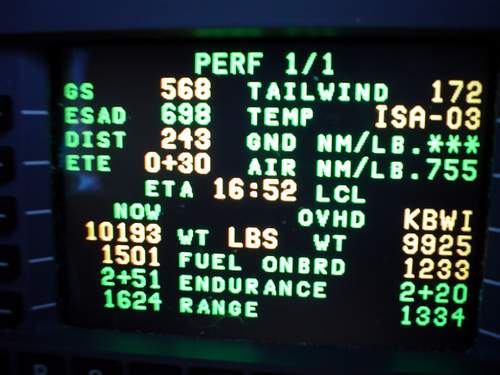 PERF 1/1
GS 568 TAILWIND 172
ESAD 698 TEMP ISA-03
DIST 243 GND NM/LB.***
ETE 0+30 AIR NM/LB.755
ETA 16:52 LCL
NOW OVHD KBWI
10193 WT LBS WT 9925
1501 FUEL ONBRD 1233
2+51 ENDURANCE 2+20
1624 RANGE 1334